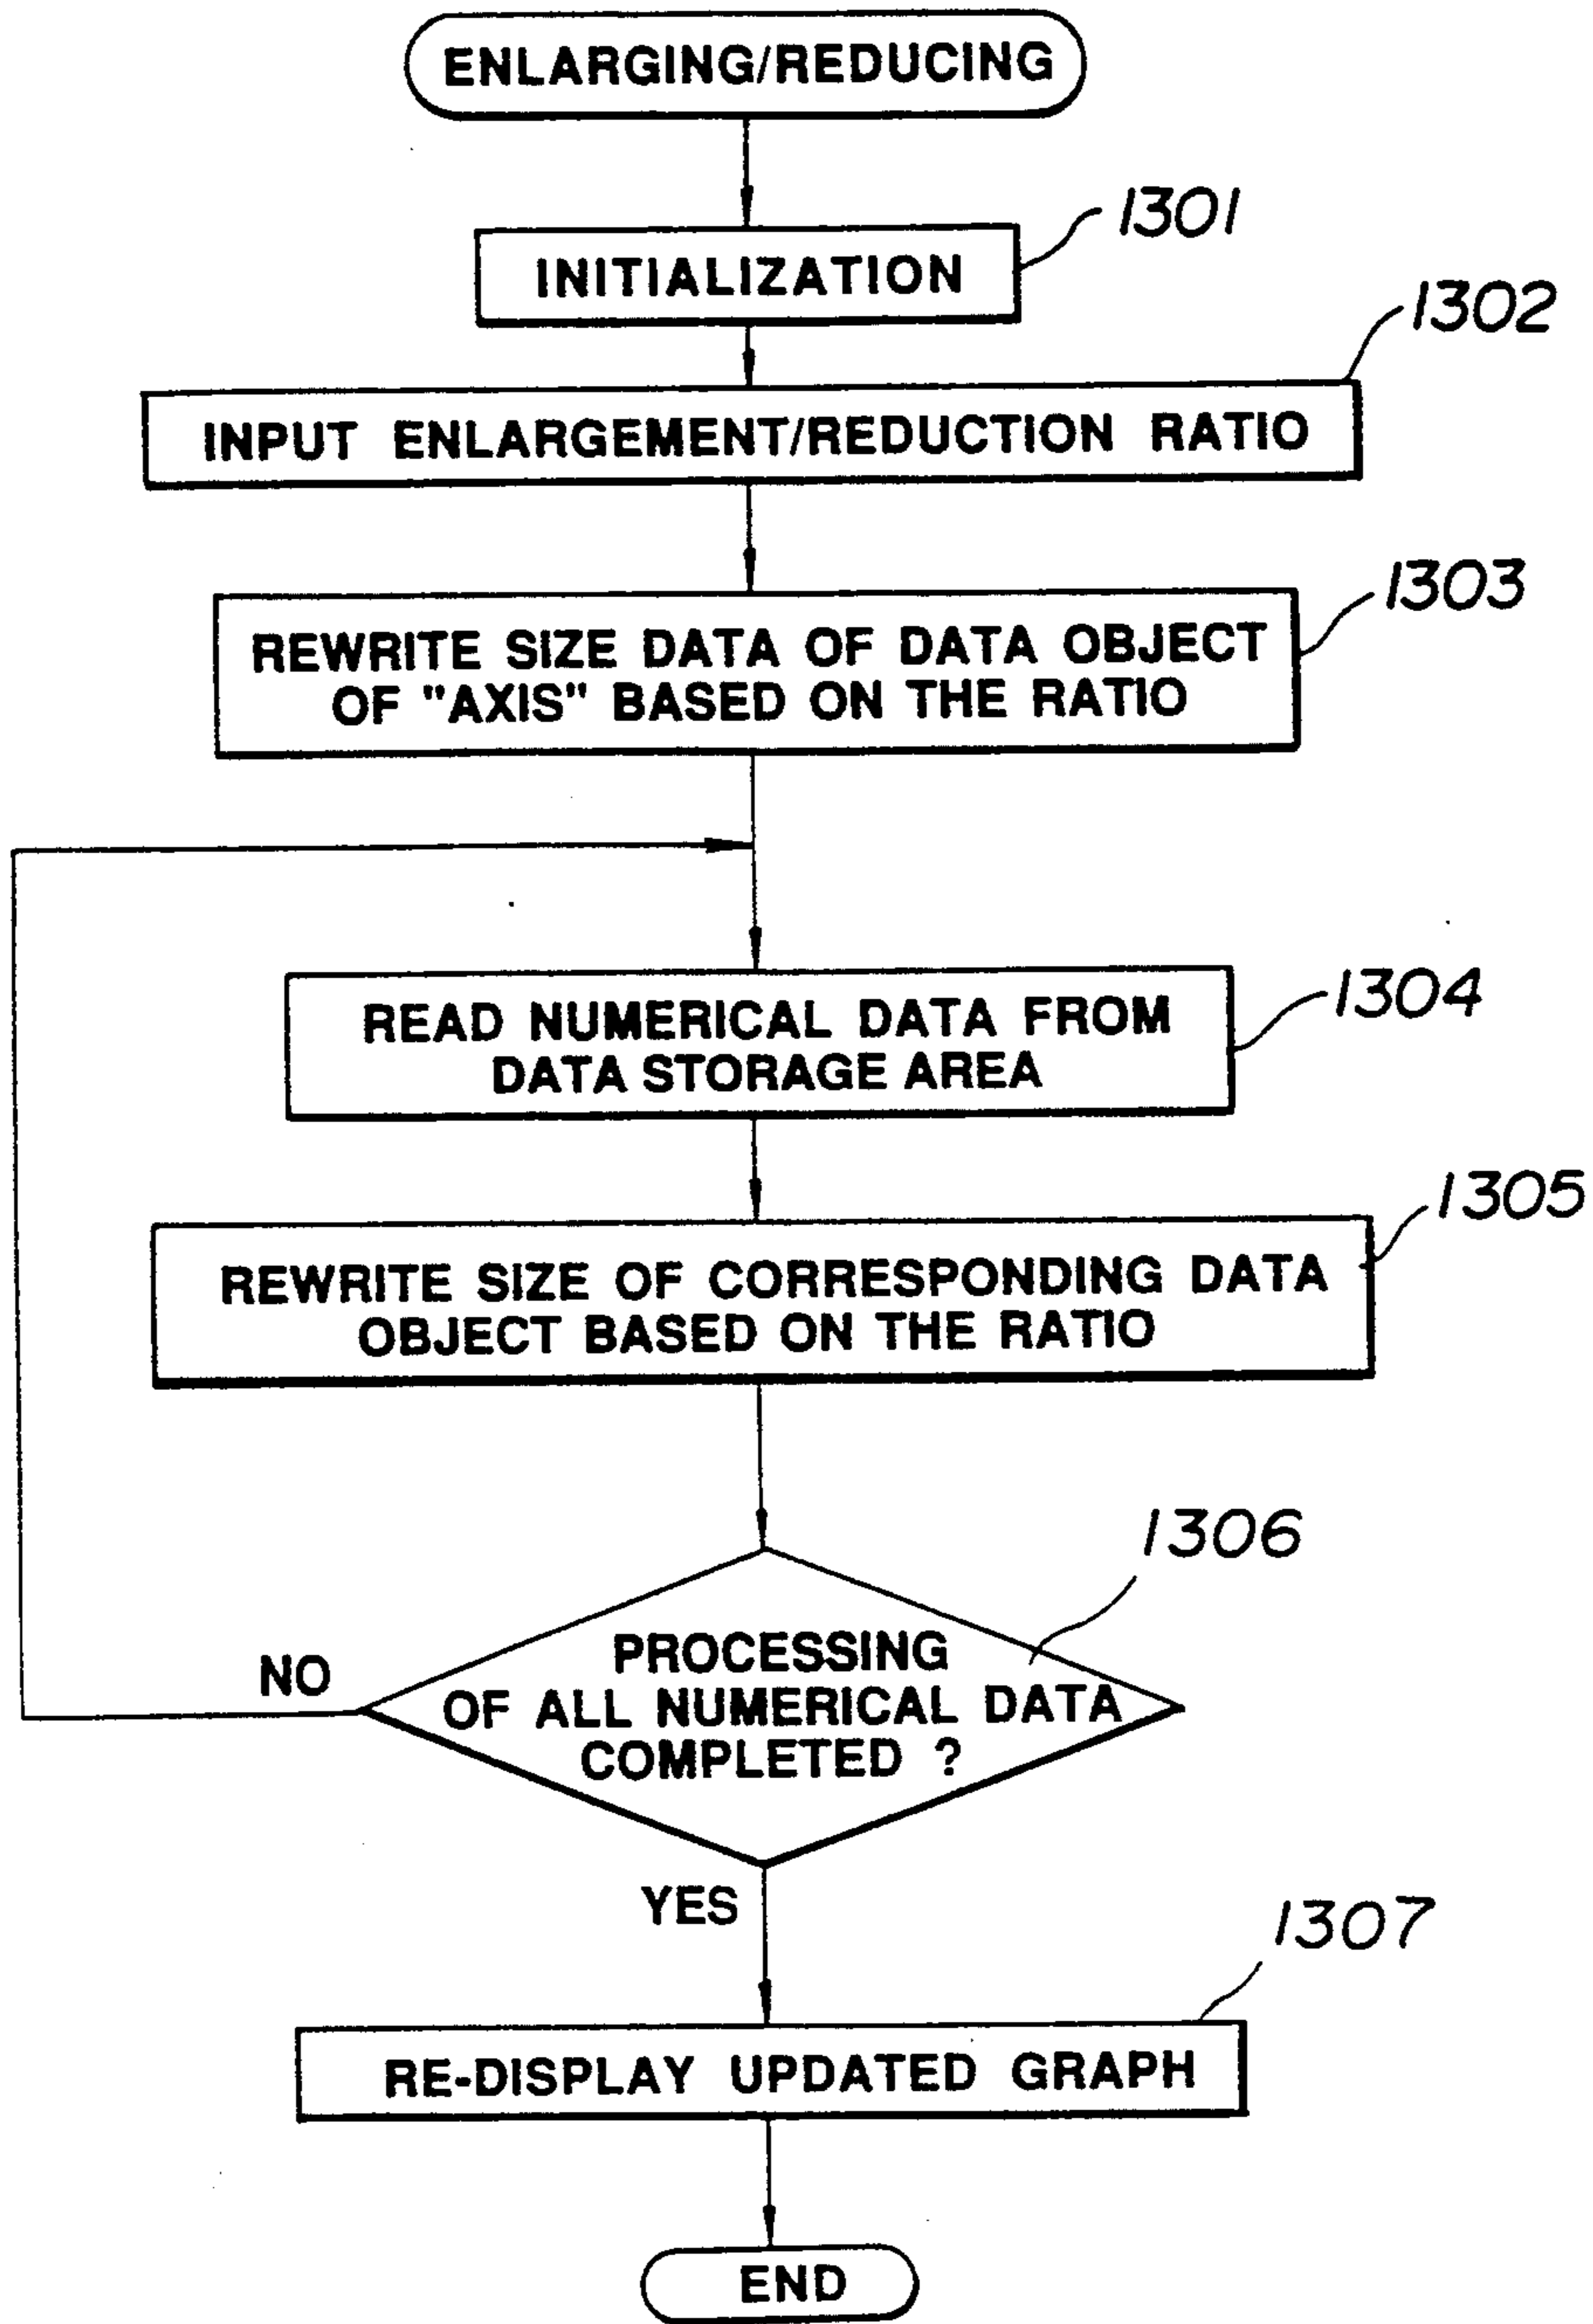 ENLARGING/REDUCING
1301
INITIALIZATION
1302
INPUT ENLARGEMENT/REDUCTION RATIO
1303
REWRITE SIZE DATA OF DATA OBJECT
OF "AXIS" BASED ON THE RATIO
1304
READ NUMERICAL DATA FROM
DATA STORAGE AREA
1305
REWRITE SIZE OF CORRESPONDING DATA
OBJECT BASED ON THE RATIO
1306
PROCESSING
OF ALL NUMERICAL DATA
COMPLETED ?
NO
YES
1307
RE-DISPLAY UPDATED GRAPH
END